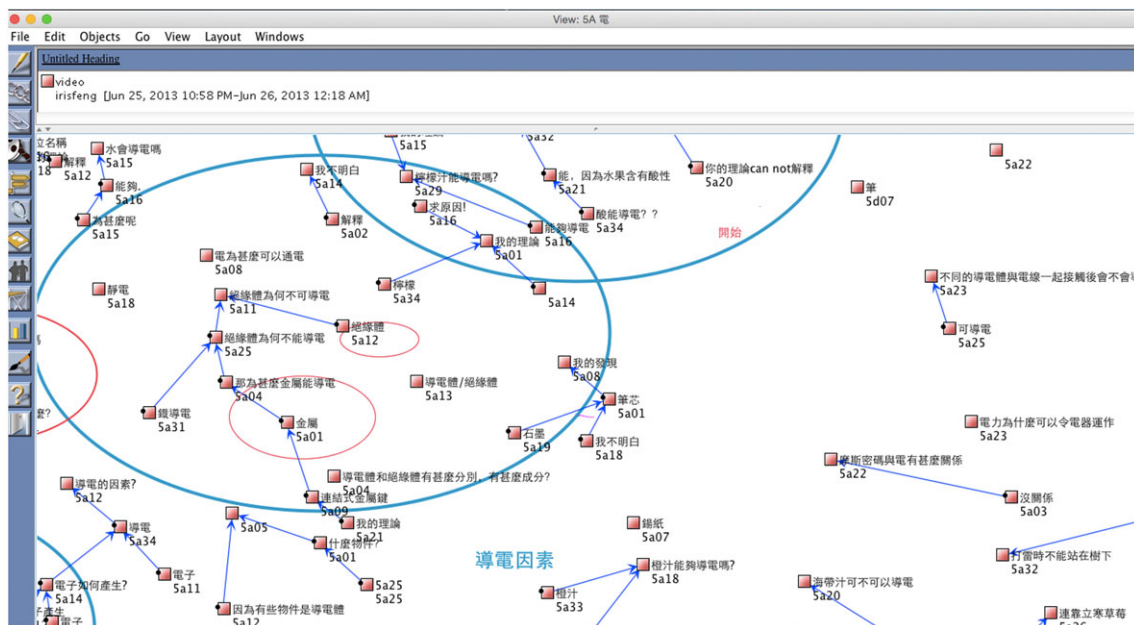 View: 5A 電
File Edit Objects Go View Layout Windows
Untitled Heading
video
irisfeng [Jun 25, 2013 10:58 PM-Jun 26, 2013 12:18 AM]
水會導電嗎
5a15
解釋
5a12
能夠.
5a16
為甚麼呢
5a15
我不明白
5a14
解釋
5a02
5a15
檸檬汁能導電嗎?
5a29
求原因!
5a16
5a32
能，因為水果含有酸性
5a21
酸能導電? ?
5a34
能夠導電
5a16
我的理論
5a01
檸檬
5a34
5a14
你的理論can not解釋
5a20
5a22
筆
5d07
開始
電為甚麼可以通電
5a08
靜電
5a18
絕緣體為何不可導電
5a11
絕緣體
5a12
絕緣體為何不能導電
5a25
那為甚麼金屬能導電
5a04
鐵導電
5a31
金屬
5a01
導電體/絕緣體
5a13
我的發現
5a08
筆芯
5a01
石墨
5a19
我不明白
5a18
不同的導電體與電線一起接觸後會不會
5a23
可導電
5a25
電力為什麼可以令電器運作
5a23
摩斯密碼與電有甚麼關係
5a22
沒關係
5a03
導電體和絕緣體有甚麼分別，有甚麼成分?
5a04
連結式金屬鍵
5a09
我的理論
5a21
導電的因素?
5a12
導電
5a34
電子
5a11
電子如何產生?
5a14
電子
5a05
什麼物件?
5a01
5a25
5a25
因為有些物件是導電體
5a12
導電因素
錫紙
5a07
橙汁能夠導電嗎?
5a18
橙汁
5a33
打雷時不能站在樹下
5a32
海帶汁可不可以導電
5a20
連靠立寒草莓